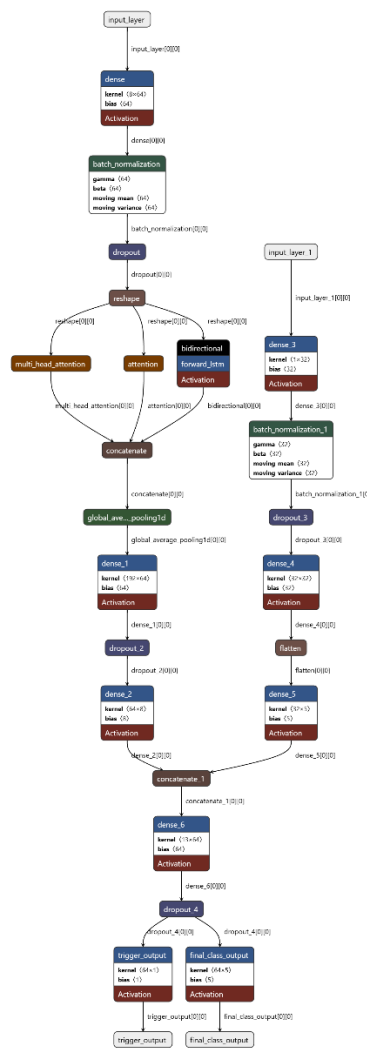 input_layer
input_layer[0][0]
dense
kernel (8×64)
bias (64)
Activation
dense[0][0]
batch_normalization
gamma (64)
beta (64)
moving mean (64)
moving variance (64)
batch_normalization[0][0]
dropout
dropout[0][0]
reshape
reshape[0][0]
reshape[0][0]
reshape[0][0]
multi_head_attention
attention
bidirectional
forward_lstm
Activation
multi_head_attention[0][0]
attention[0][0]
bidirectional[0][0]
concatenate
concatenate[0][0]
global_ave..._pooling1d
global_average_pooling1d[0][0]
dense_1
kernel (192×64)
bias (64)
Activation
dense_1[0][0]
dropout_2
dropout_2[0][0]
dense_2
kernel (64×8)
bias (8)
Activation
dense_2[0][0]
input_layer_1
input_layer_1[0][0]
dense_3
kernel (1×32)
bias (32)
Activation
dense_3[0][0]
batch_normalization_1
gamma (32)
beta (32)
moving mean (32)
moving variance (32)
batch_normalization_1[0
dropout_3
dropout_3[0][0]
dense_4
kernel (32×32)
bias (32)
Activation
dense_4[0][0]
flatten
flatten[0][0]
dense_5
kernel (32×5)
bias (5)
Activation
dense_5[0][0]
concatenate_1
concatenate_1[0][0]
dense_6
kernel (13×64)
bias (64)
Activation
dense_6[0][0]
dropout_4
dropout_4[0][0]
dropout_4[0][0]
trigger_output
kernel (64×1)
bias (1)
Activation
trigger_output[0][0]
trigger_output
final_class_output
kernel (64×5)
bias (5)
Activation
final_class_output[0][0]
final_class_output